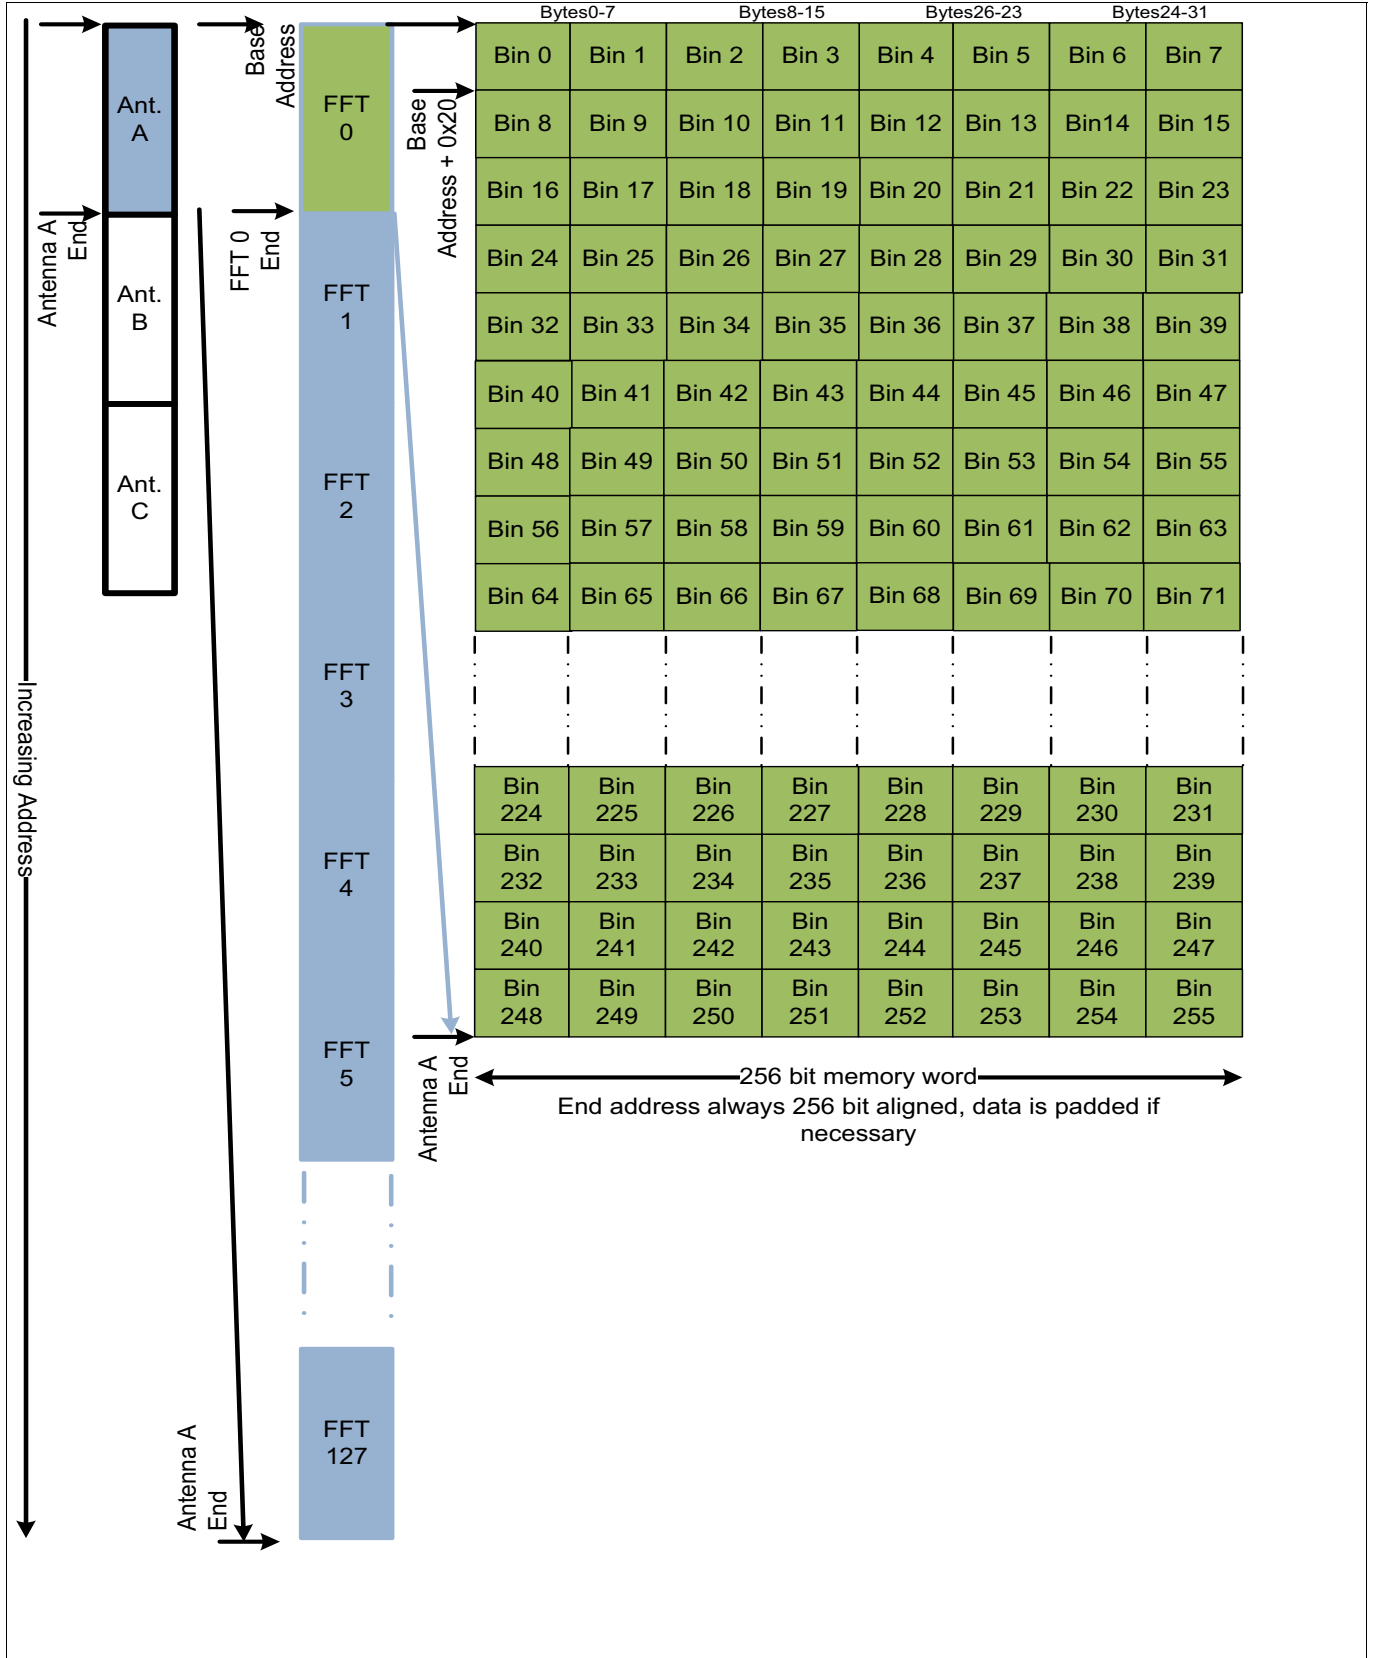 Bytes0-7 Bytes8-15 Bytes26-23 Bytes24-31
Increasing Address
Ant.
A
Ant.
B
Ant.
C
Antenna A
End
Base
Address
FFT 0
End
Antenna A
End
FFT
0
FFT
1
FFT
2
FFT
3
FFT
4
FFT
5
FFT
127
Base
Address + 0x20
Antenna A
End
Bin 0 Bin 1 Bin 2 Bin 3 Bin 4 Bin 5 Bin 6 Bin 7
Bin 8 Bin 9 Bin 10 Bin 11 Bin 12 Bin 13 Bin14 Bin 15
Bin 16 Bin 17 Bin 18 Bin 19 Bin 20 Bin 21 Bin 22 Bin 23
Bin 24 Bin 25 Bin 26 Bin 27 Bin 28 Bin 29 Bin 30 Bin 31
Bin 32 Bin 33 Bin 34 Bin 35 Bin 36 Bin 37 Bin 38 Bin 39
Bin 40 Bin 41 Bin 42 Bin 43 Bin 44 Bin 45 Bin 46 Bin 47
Bin 48 Bin 49 Bin 50 Bin 51 Bin 52 Bin 53 Bin 54 Bin 55
Bin 56 Bin 57 Bin 58 Bin 59 Bin 60 Bin 61 Bin 62 Bin 63
Bin 64 Bin 65 Bin 66 Bin 67 Bin 68 Bin 69 Bin 70 Bin 71
Bin Bin Bin Bin Bin Bin Bin Bin
224 225 226 227 228 229 230 231
Bin Bin Bin Bin Bin Bin Bin Bin
232 233 234 235 236 237 238 239
Bin Bin Bin Bin Bin Bin Bin Bin
240 241 242 243 244 245 246 247
Bin Bin Bin Bin Bin Bin Bin Bin
248 249 250 251 252 253 254 255
256 bit memory word
End address always 256 bit aligned, data is padded if
necessary